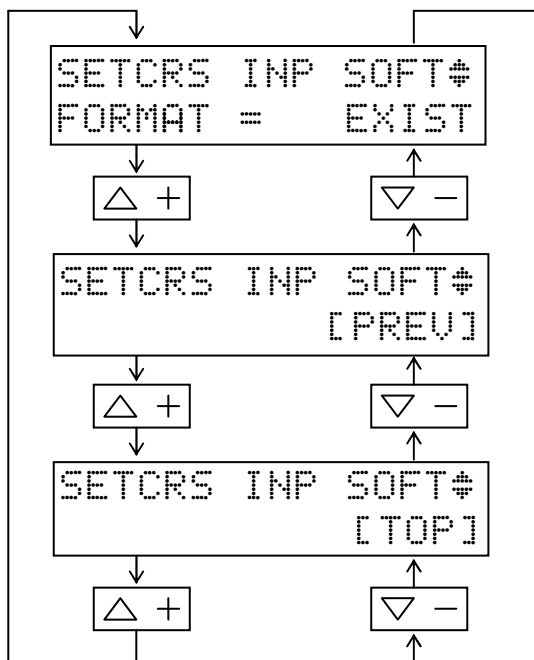 SETCRS INP SOFT
FORMAT = EXIST
△ + ▽ −
SETCRS INP SOFT
[PREV]
△ + ▽ −
SETCRS INP SOFT
[TOP]
△ + ▽ −